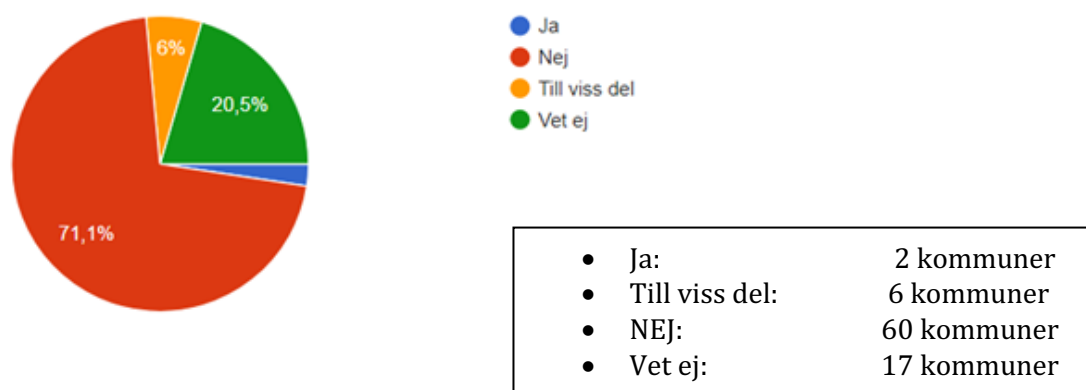 6%
20,5%
71,1%
Ja
Nej
Till viss del
Vet ej
• Ja: 2 kommuner
• Till viss del: 6 kommuner
• NEJ: 60 kommuner
• Vet ej: 17 kommuner